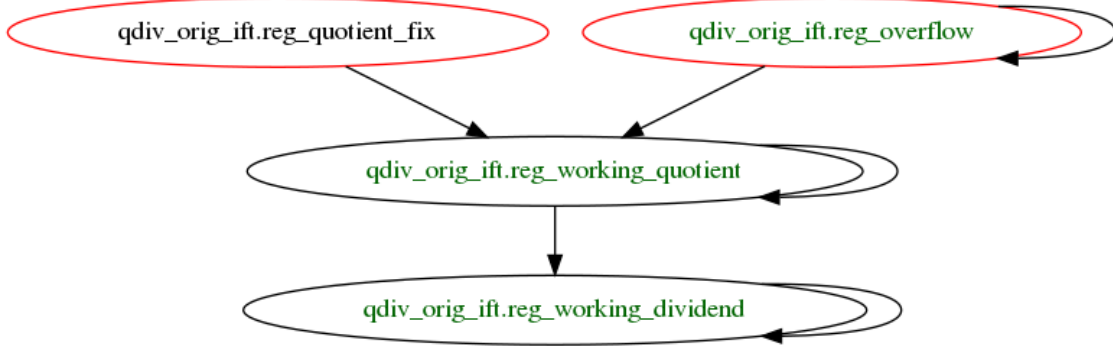 qdiv_orig_ift.reg_quotient_fix
qdiv_orig_ift.reg_overflow
qdiv_orig_ift.reg_working_quotient
qdiv_orig_ift.reg_working_dividend